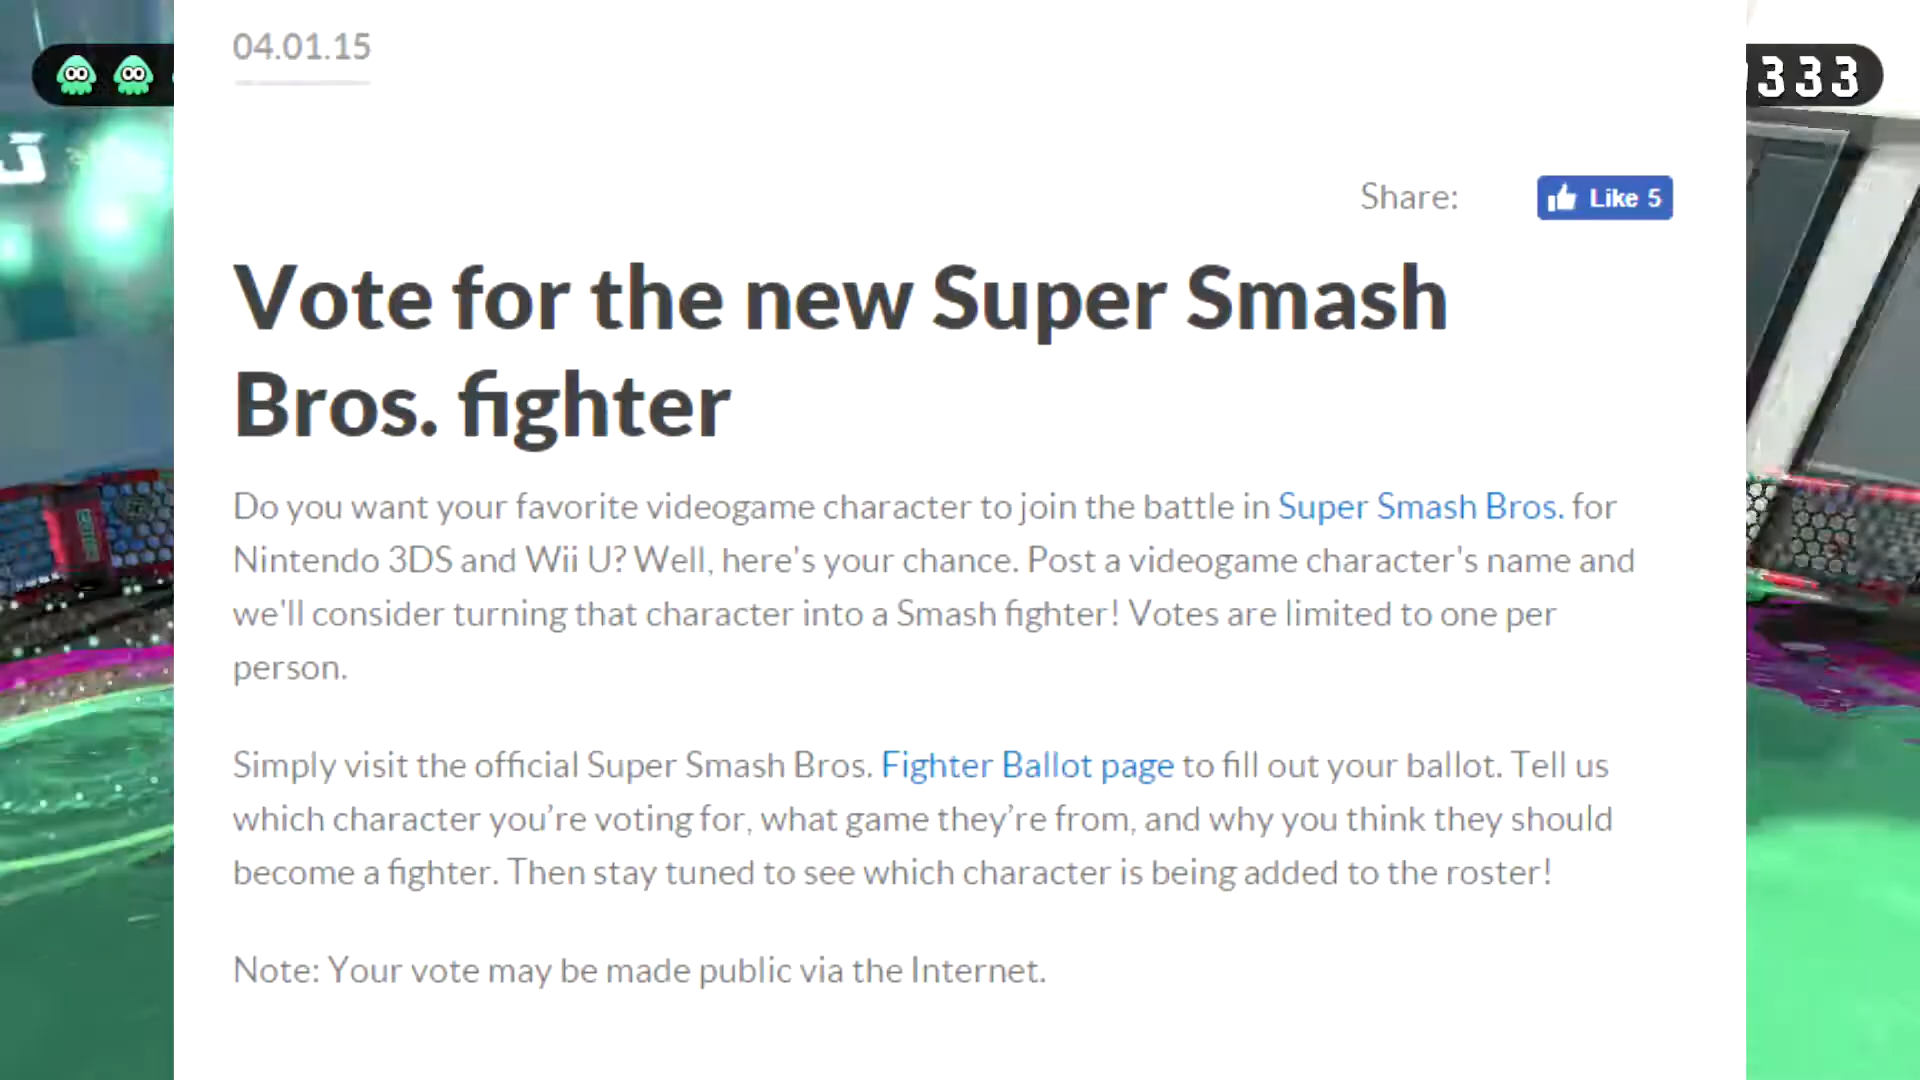 04.01.15
333
Share:
Like 5
Vote for the new Super Smash
Bros. fighter
Do you want your favorite videogame character to join the battle in Super Smash Bros. for
Nintendo 3DS and Wii U? Well, here's your chance. Post a videogame character's name and
we'll consider turning that character into a Smash fighter! Votes are limited to one per
person.
Simply visit the official Super Smash Bros. Fighter Ballot page to fill out your ballot. Tell us
which character you’re voting for, what game they’re from, and why you think they should
become a fighter. Then stay tuned to see which character is being added to the roster!
Note: Your vote may be made public via the Internet.